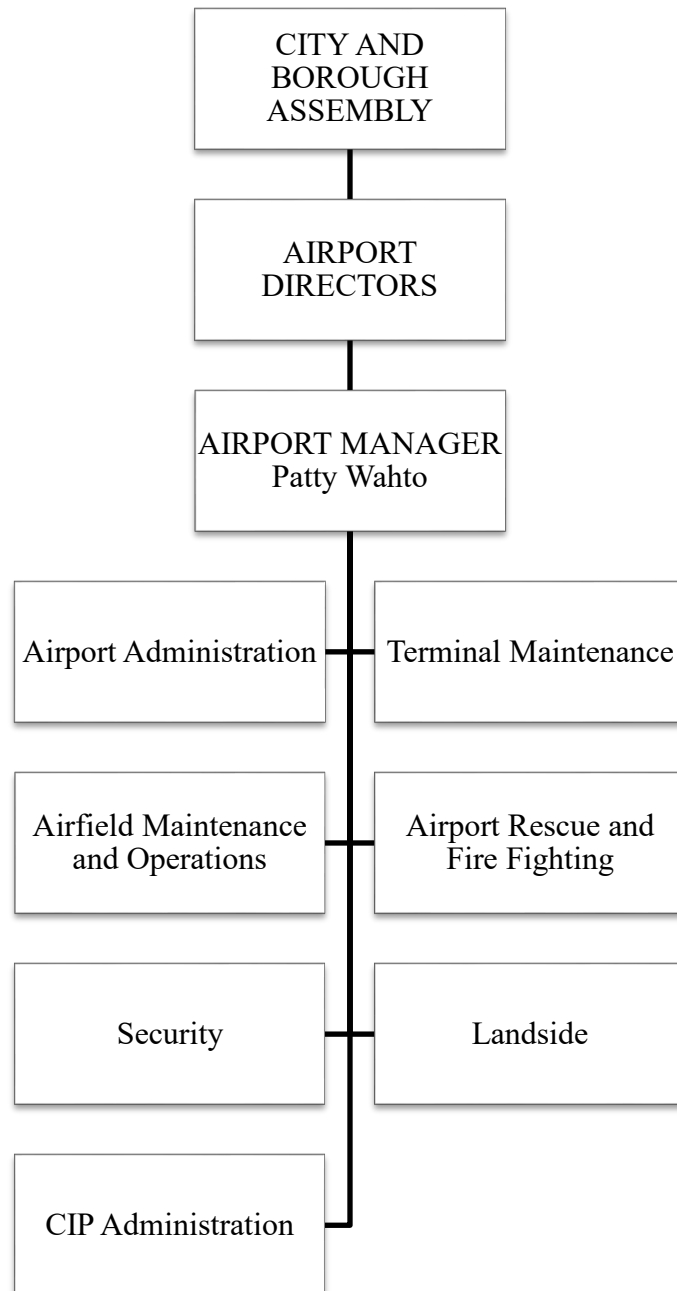 CITY AND
BOROUGH
ASSEMBLY
AIRPORT
DIRECTORS
AIRPORT MANAGER
Patty Wahto
Airport Administration
Terminal Maintenance
Airfield Maintenance
and Operations
Airport Rescue and
Fire Fighting
Security
Landside
CIP Administration